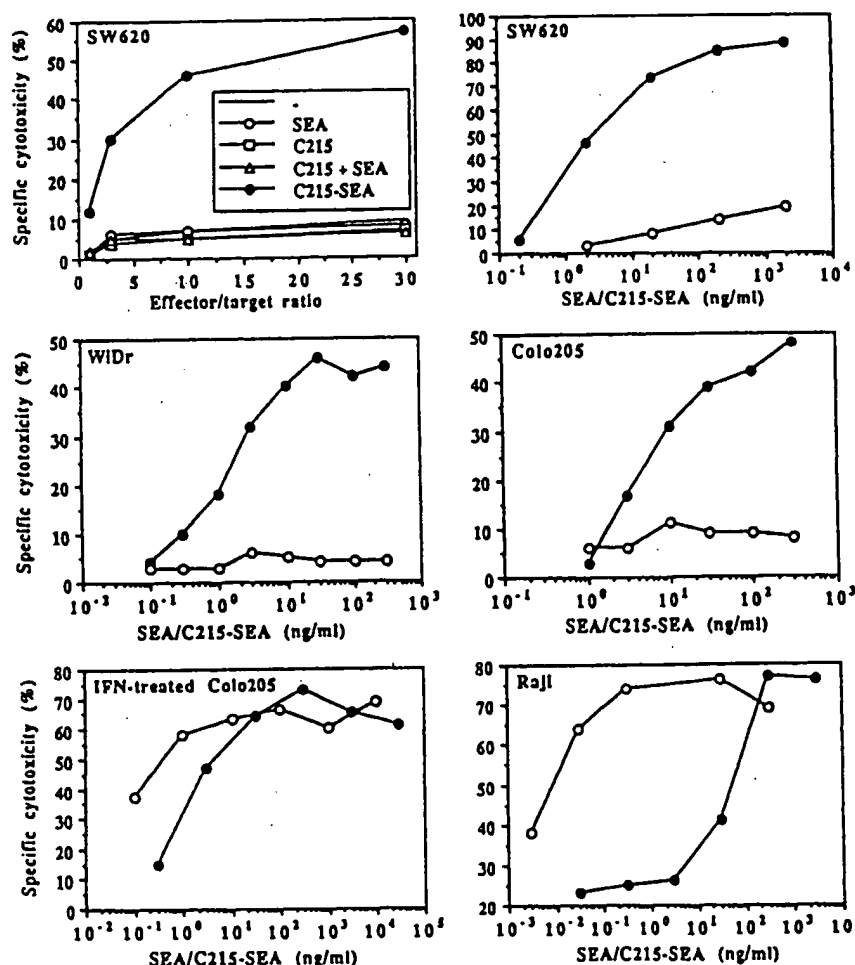 SW620
Specific cytotoxicity (%)
60
50
40
30
20
10
0
-
SEA
C215
C215 + SEA
C215-SEA
0 5 10 15 20 25 30
Effector/target ratio
SW620
Specific cytotoxicity (%)
100
90
80
70
60
50
40
30
20
10
0
10-1 100 101 102 103 104
SEA/C215-SEA (ng/ml)
WiDr
Specific cytotoxicity (%)
50
40
30
20
10
0
10-2 10-1 100 101 102 103
SEA/C215-SEA (ng/ml)
Colo205
50
40
30
20
10
0
10-1 100 101 102 103
SEA/C215-SEA (ng/ml)
IFN-treated Colo205
Specific cytotoxicity (%)
80
70
60
50
40
30
20
10
0
10-2 10-1 100 101 102 103 104 105
SEA/C215-SEA (ng/ml)
Raji
80
70
60
50
40
30
20
10-3 10-2 10-1 100 101 102 103 104
SEA/C215-SEA (ng/ml)